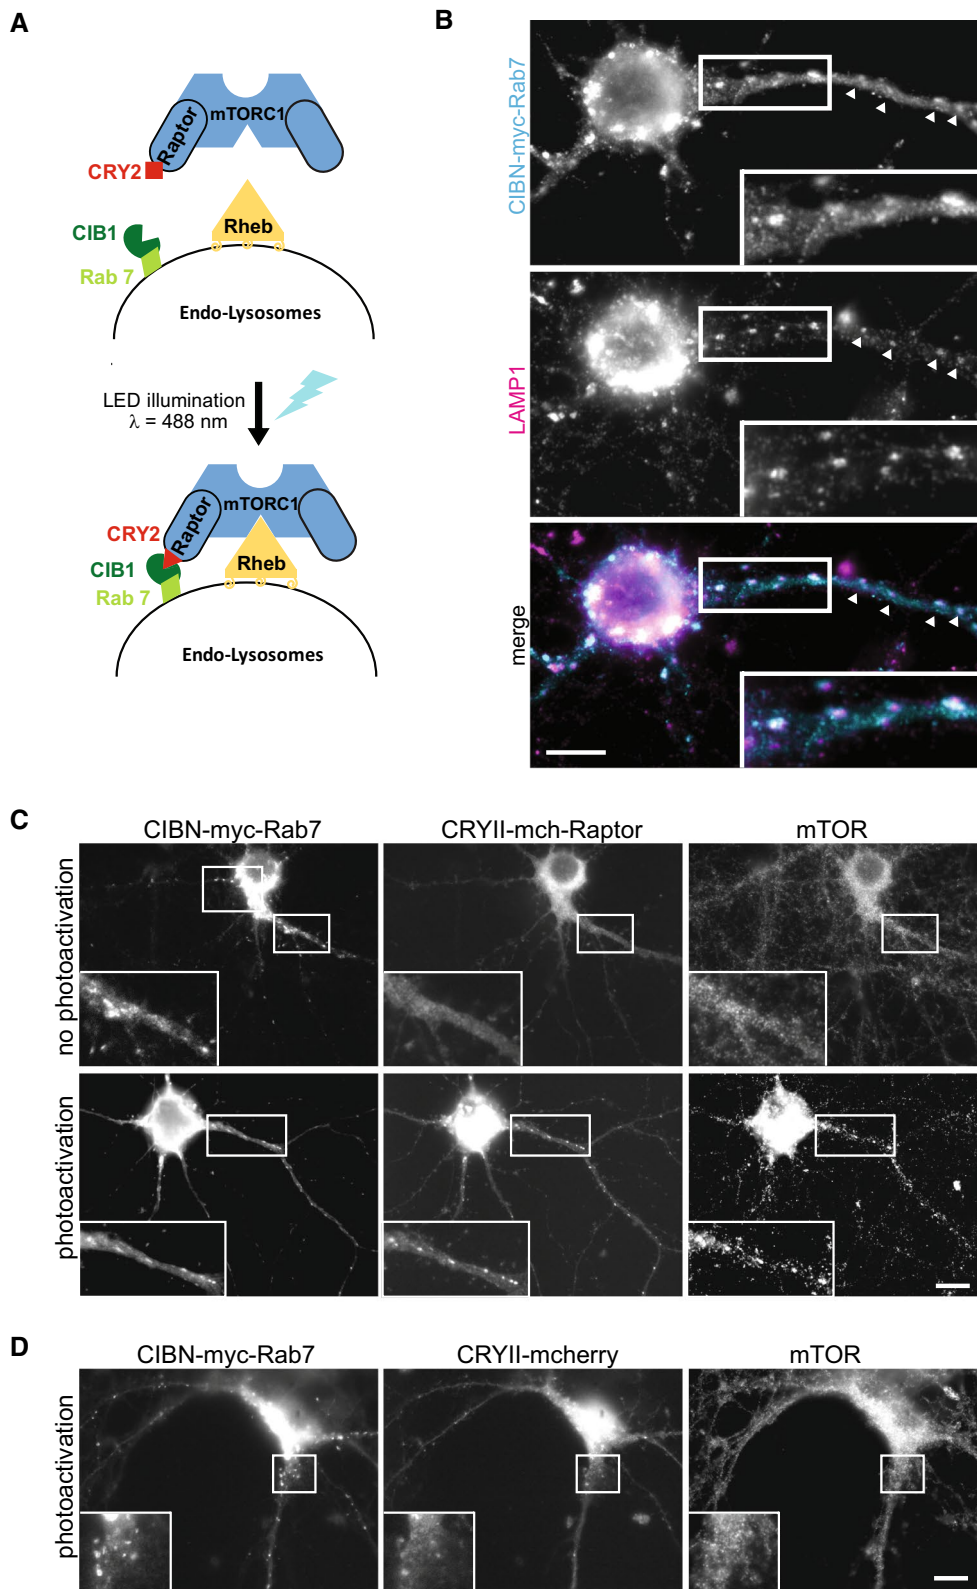 A
mTORC1
Raptor
CRY2
CIB1
Rheb
Rab 7
Endo-Lysosomes
LED illumination
λ = 488 nm
mTORC1
CRY2
Raptor
CIB1
Rheb
Rab 7
Endo-Lysosomes
B
CIBN-myc-Rab7
LAMP1
merge
C
CIBN-myc-Rab7
CRYII-mch-Raptor
mTOR
no photoactivation
photoactivation
D
CIBN-myc-Rab7
CRYII-mcherry
mTOR
photoactivation